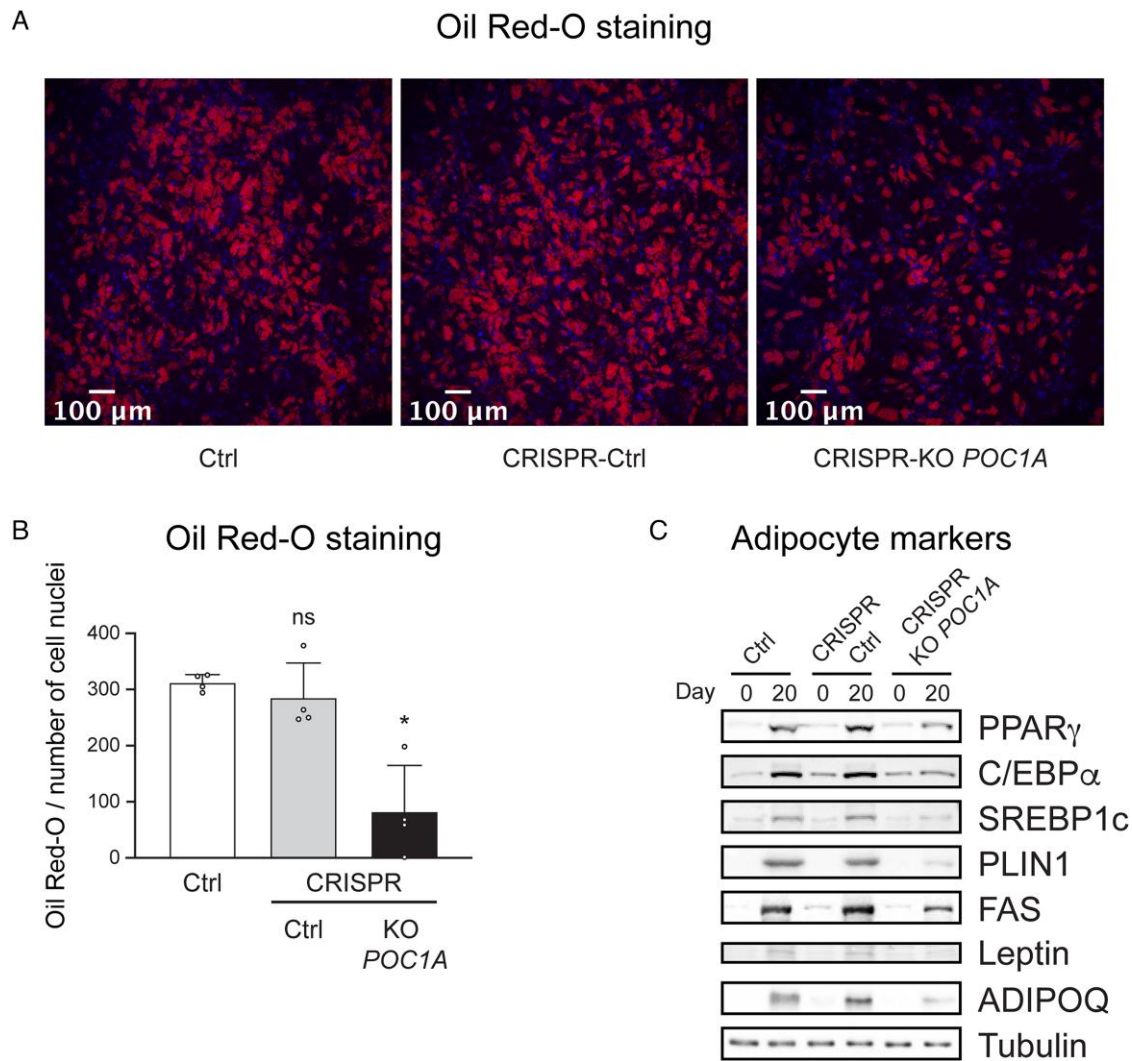 A
Oil Red-O staining
100 µm
100 µm
100 µm
Ctrl
CRISPR-Ctrl
CRISPR-KO POC1A
B
Oil Red-O staining
Oil Red-O / number of cell nuclei
400
300
200
100
0
ns
*
Ctrl
CRISPR
Ctrl
KO
POC1A
C
Adipocyte markers
Ctrl
CRISPR
Ctrl
CRISPR
KO POC1A
Day 0 20 0 20 0 20
PPARγ
C/EBPα
SREBP1c
PLIN1
FAS
Leptin
ADIPOQ
Tubulin